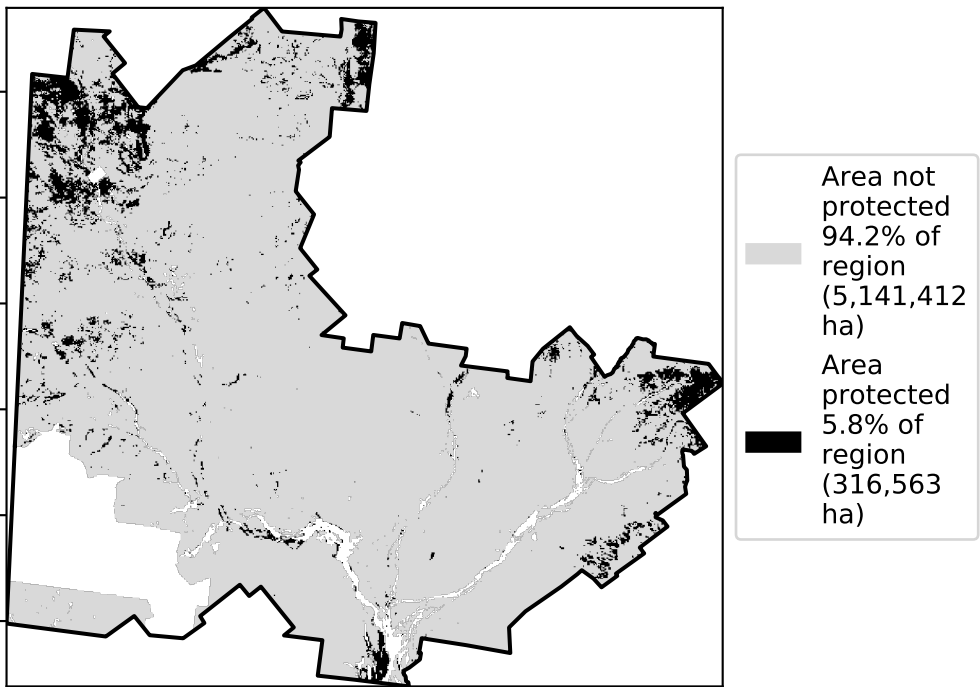 Area not
protected
94.2% of
region
(5,141,412
ha)
Area
protected
5.8% of
region
(316,563
ha)